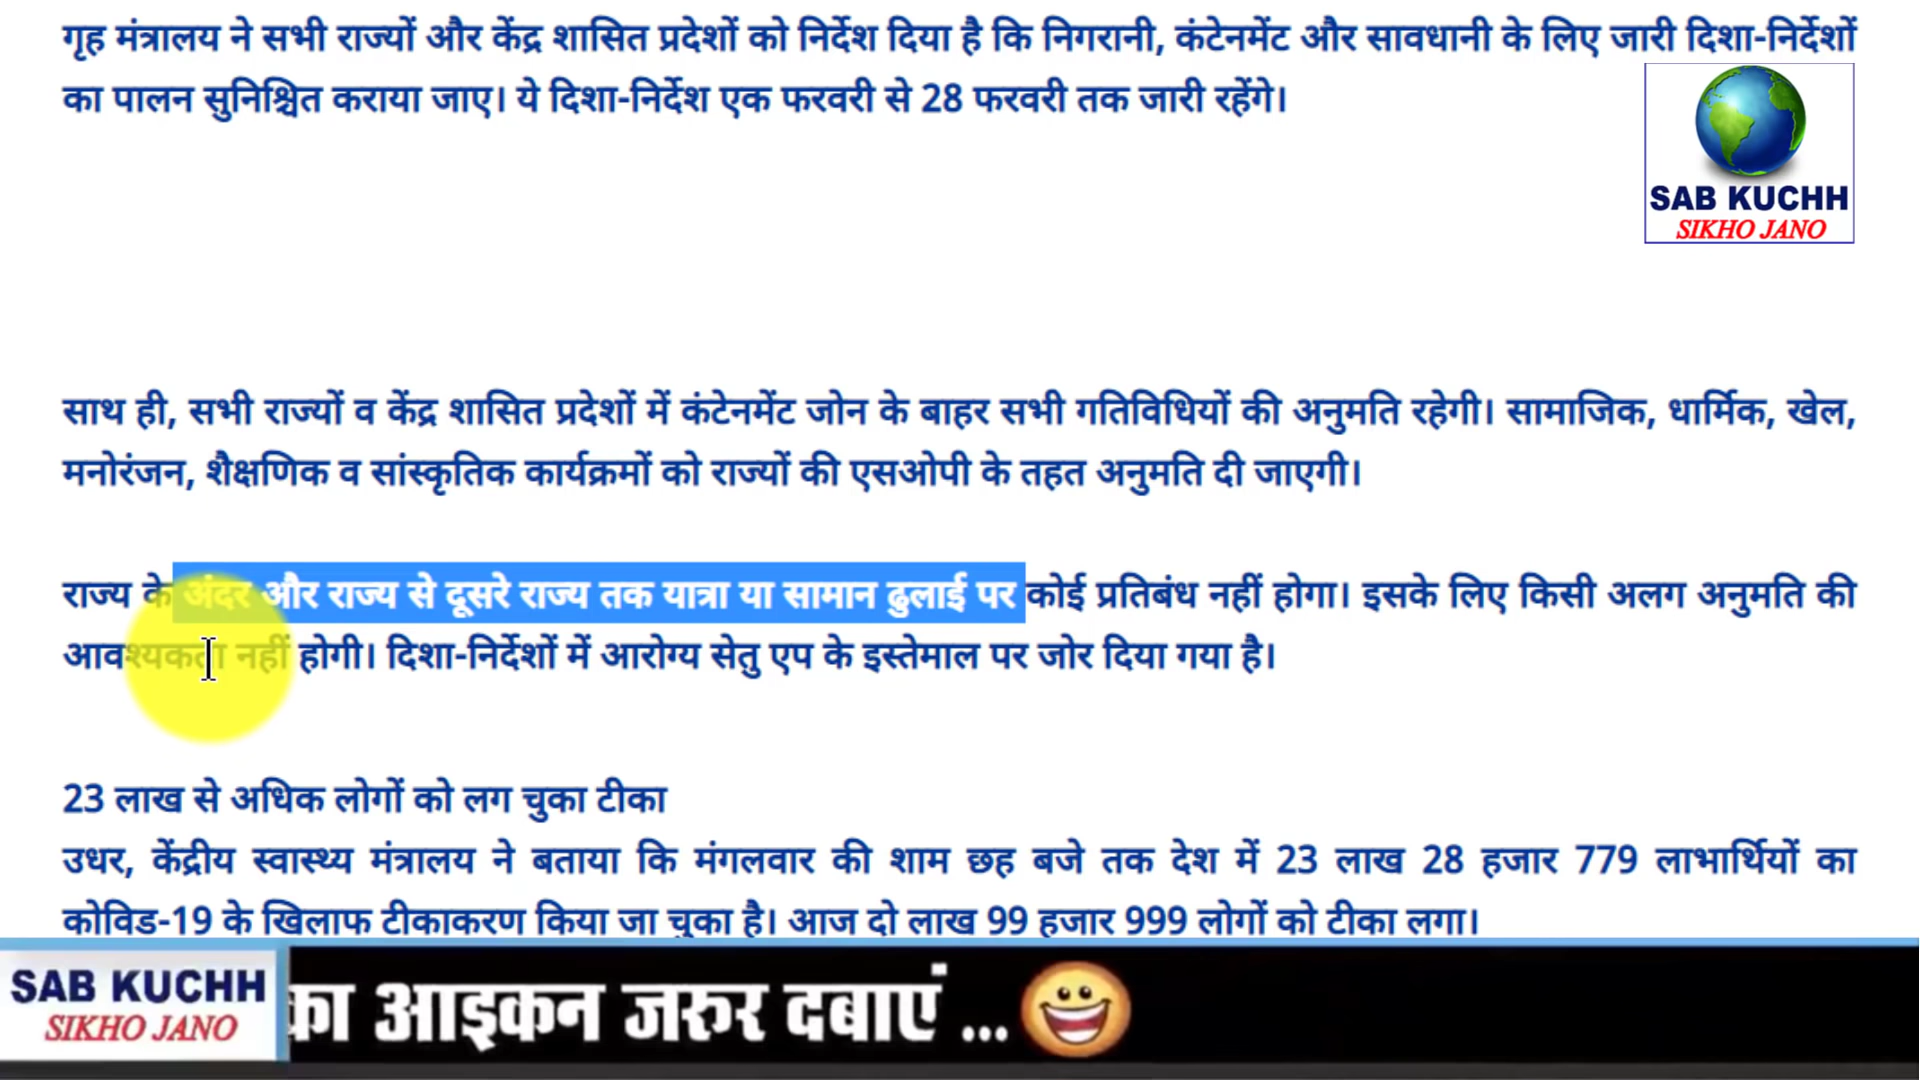 गृह मंत्रालय ने सभी राज्यों और केंद्र शासित प्रदेशों को निर्देश दिया है कि निगरानी, कंटेनमेंट और सावधानी के लिए जारी दिशा-निर्देशों
का पालन सुनिश्चित कराया जाए। ये दिशा-निर्देश एक फरवरी से 28 फरवरी तक जारी रहेंगे।
SAB KUCHH
SIKHO JANO
साथ ही, सभी राज्यों व केंद्र शासित प्रदेशों में कंटेनमेंट जोन के बाहर सभी गतिविधियों की अनुमति रहेगी। सामाजिक, धार्मिक, खेल,
मनोरंजन, शैक्षणिक व सांस्कृतिक कार्यक्रमों को राज्यों की एसओपी के तहत अनुमति दी जाएगी।
राज्य के अंदर और राज्य से दूसरे राज्य तक यात्रा या सामान ढुलाई पर कोई प्रतिबंध नहीं होगा। इसके लिए किसी अलग अनुमति की
आवश्यकता नहीं होगी। दिशा-निर्देशों में आरोग्य सेतु एप के इस्तेमाल पर जोर दिया गया है।
23 लाख से अधिक लोगों को लग चुका टीका
उधर, केंद्रीय स्वास्थ्य मंत्रालय ने बताया कि मंगलवार की शाम छह बजे तक देश में 23 लाख 28 हजार 779 लाभार्थियों का
कोविड-19 के खिलाफ टीकाकरण किया जा चुका है। आज दो लाख 99 हजार 999 लोगों को टीका लगा।
SAB KUCHH
SIKHO JANO
का आइकन जरुर दबाएं ...